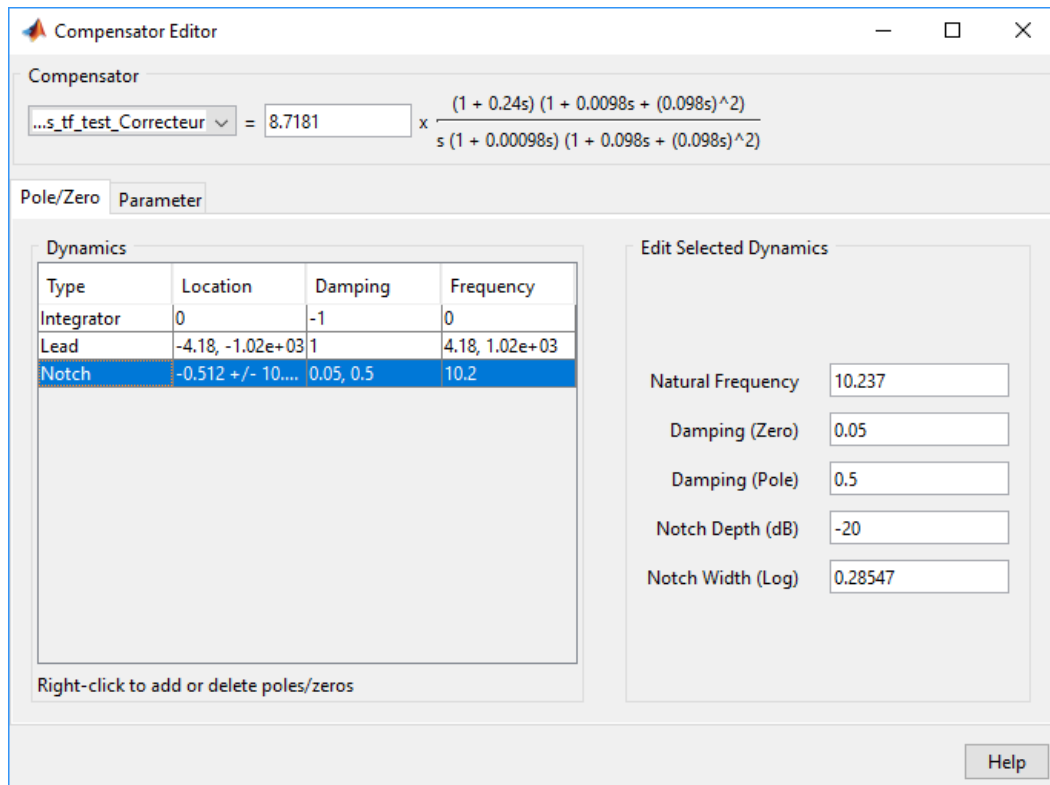 Compensator Editor
Compensator
...s_tf_test_Correcteur = 8.7181 x (1 + 0.24s) (1 + 0.0098s + (0.098s)^2)
s (1 + 0.00098s) (1 + 0.098s + (0.098s)^2)
Pole/Zero Parameter
Dynamics
Type Location Damping Frequency
Integrator 0 -1 0
Lead -4.18, -1.02e+03 1 4.18, 1.02e+03
Notch -0.512 +/- 10.... 0.05, 0.5 10.2
Right-click to add or delete poles/zeros
Edit Selected Dynamics
Natural Frequency 10.237
Damping (Zero) 0.05
Damping (Pole) 0.5
Notch Depth (dB) -20
Notch Width (Log) 0.28547
Help